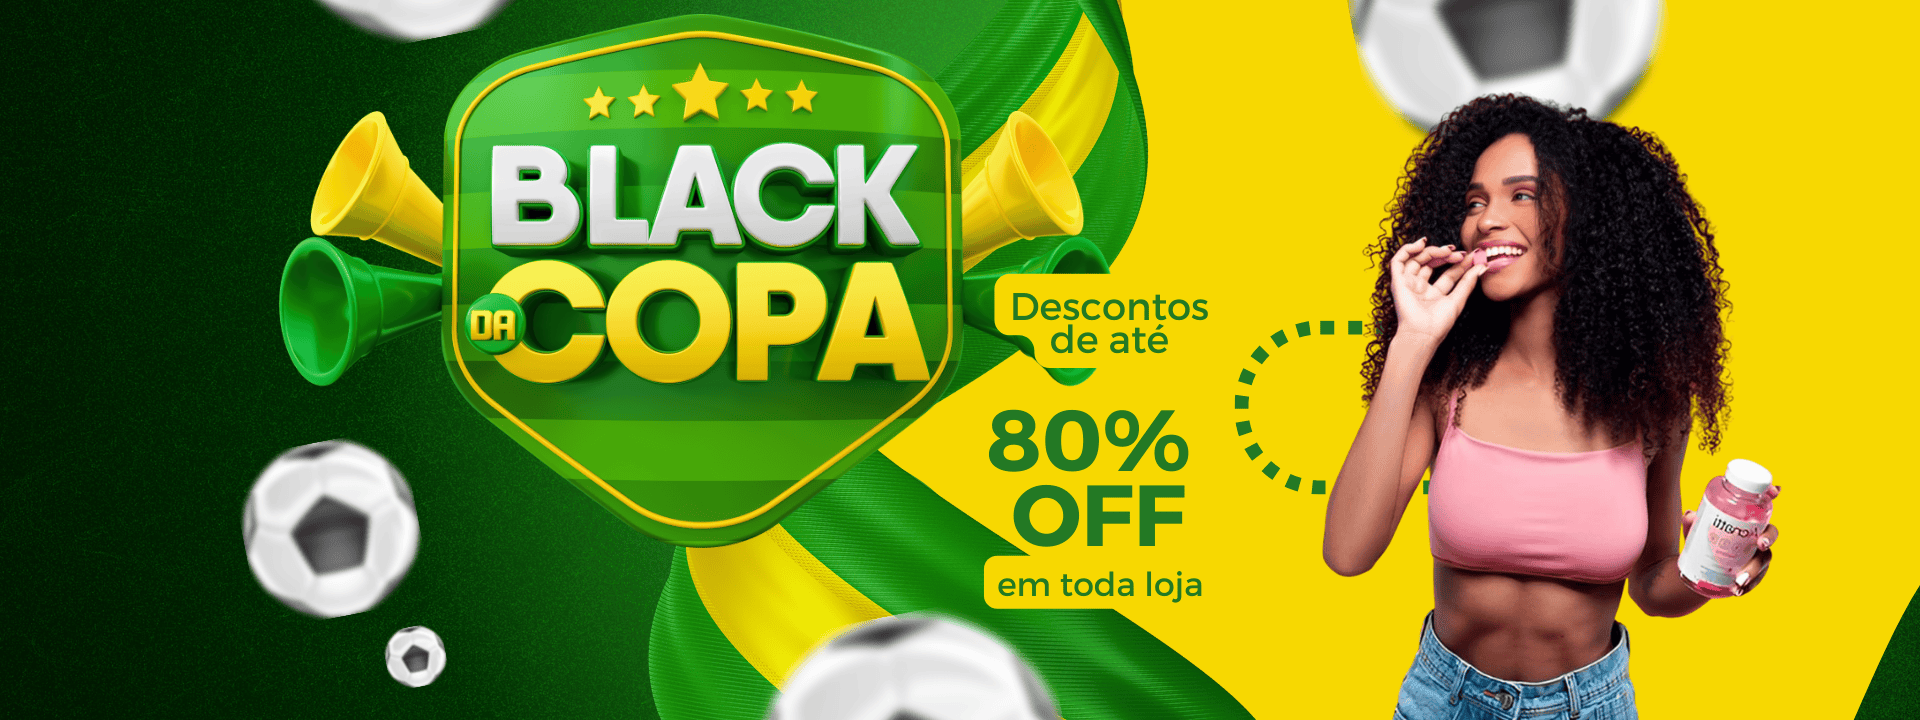 BLACK
DA COPA
Descontos
de até
80%
OFF
em toda loja